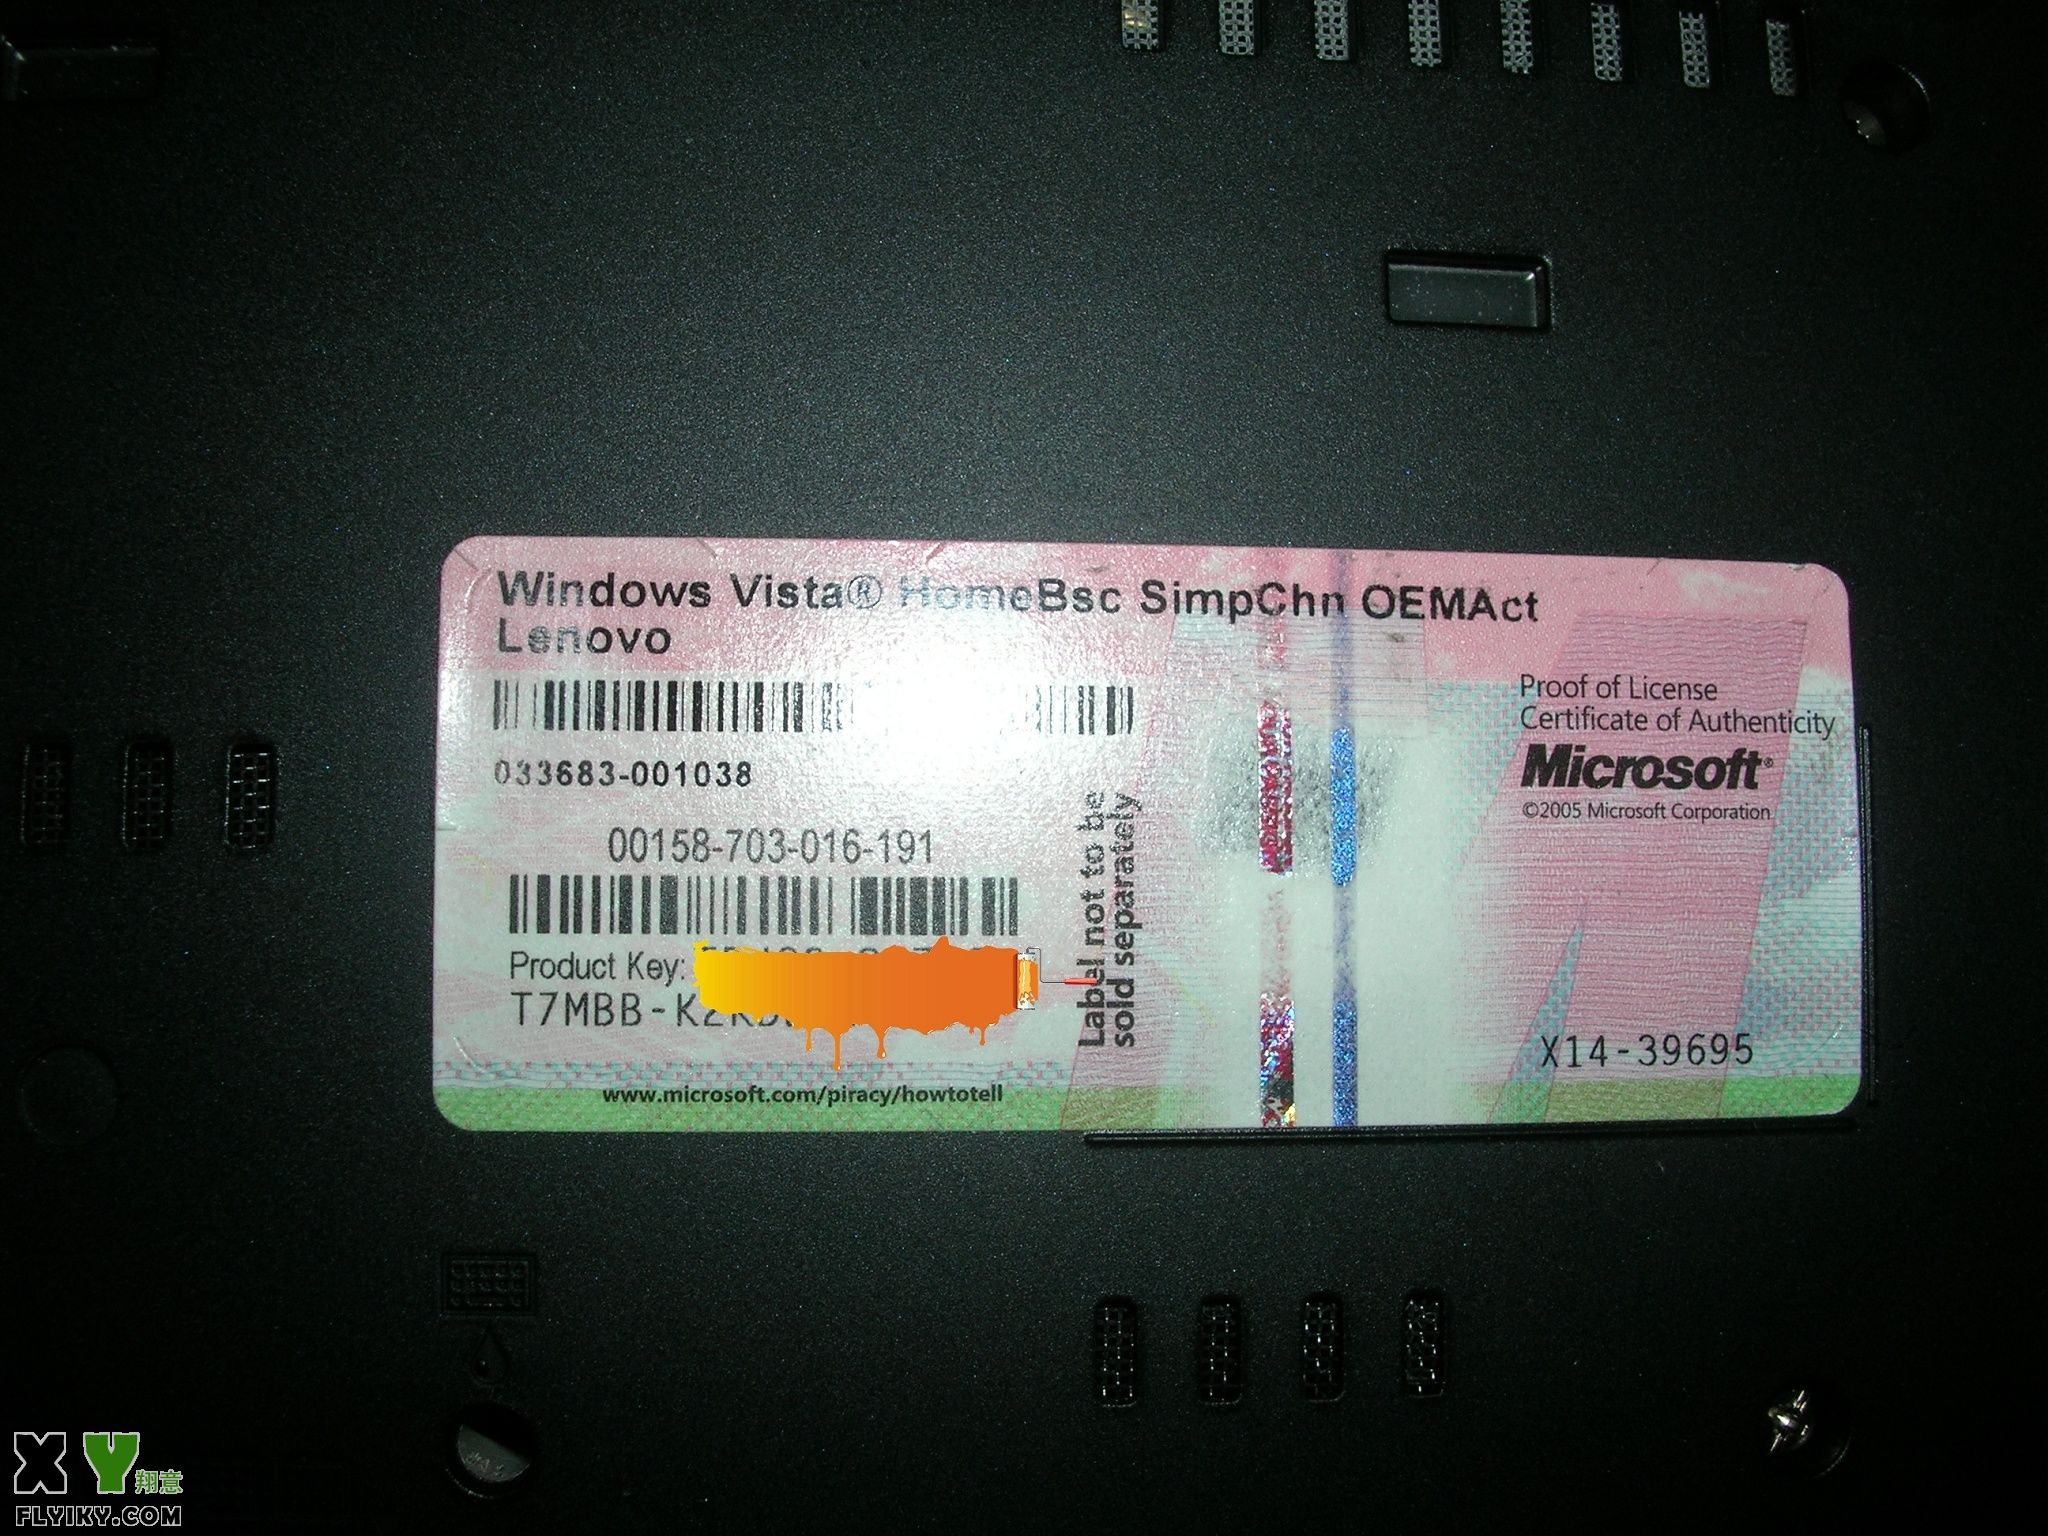 Windows Vista® HomeBsc SimpChn OEMAct
Lenovo
033683-001038
00158-703-016-191
Product Key:
T7MBB-
www.microsoft.com/piracy/howtotell
Label not to be
sold separately
Proof of License
Certificate of Authenticity
Microsoft®
©2005 Microsoft Corporation
X14-39695
XY翔意
FLYIKY.COM